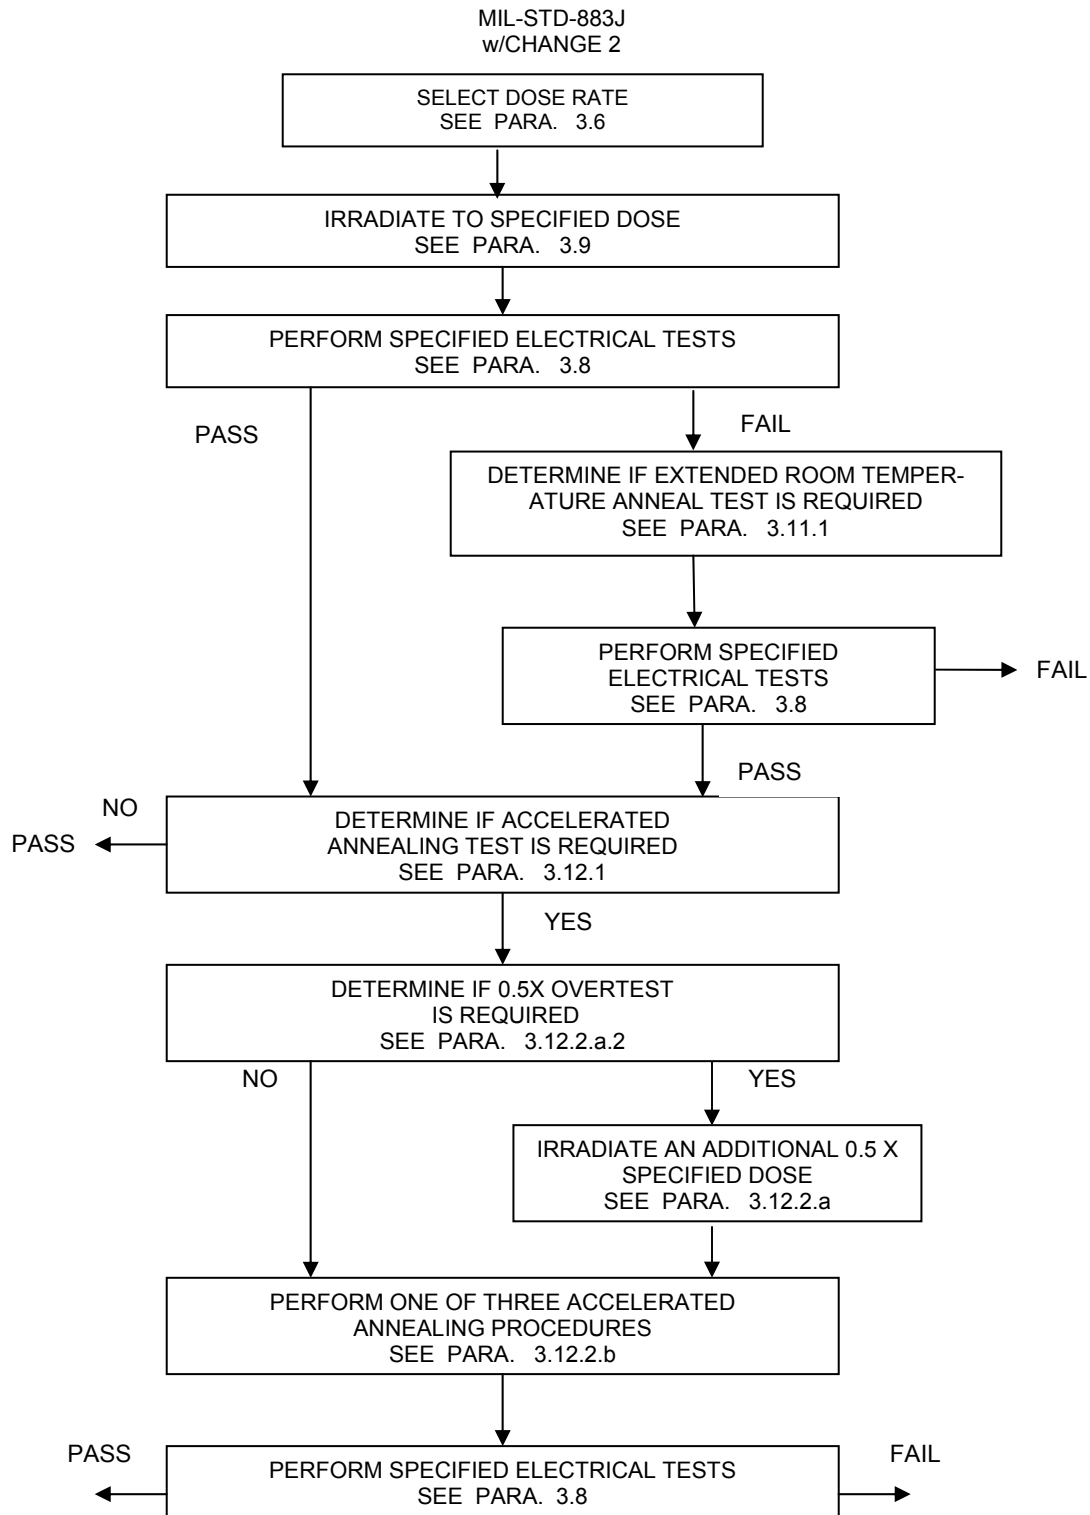 MIL-STD-883J
w/CHANGE 2
SELECT DOSE RATE
SEE PARA. 3.6
IRRADIATE TO SPECIFIED DOSE
SEE PARA. 3.9
PERFORM SPECIFIED ELECTRICAL TESTS
SEE PARA. 3.8
PASS
FAIL
DETERMINE IF EXTENDED ROOM TEMPER-
ATURE ANNEAL TEST IS REQUIRED
SEE PARA. 3.11.1
PERFORM SPECIFIED
ELECTRICAL TESTS
SEE PARA. 3.8
FAIL
PASS
NO
PASS
DETERMINE IF ACCELERATED
ANNEALING TEST IS REQUIRED
SEE PARA. 3.12.1
YES
DETERMINE IF 0.5X OVERTEST
IS REQUIRED
SEE PARA. 3.12.2.a.2
NO
YES
IRRADIATE AN ADDITIONAL 0.5 X
SPECIFIED DOSE
SEE PARA. 3.12.2.a
PERFORM ONE OF THREE ACCELERATED
ANNEALING PROCEDURES
SEE PARA. 3.12.2.b
PASS
FAIL
PERFORM SPECIFIED ELECTRICAL TESTS
SEE PARA. 3.8